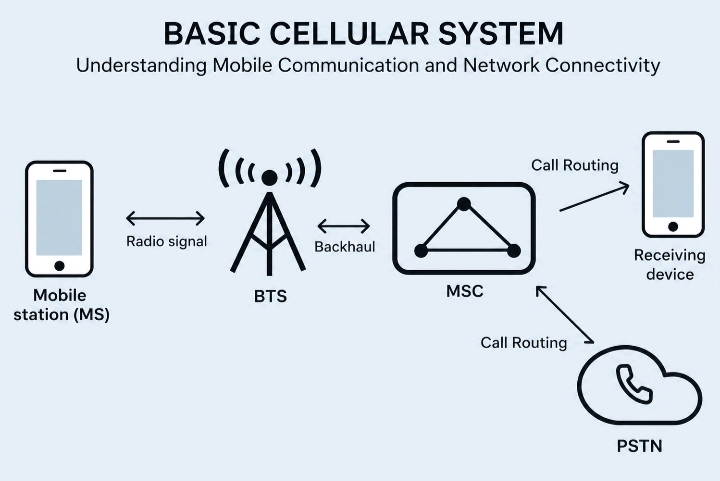 BASIC CELLULAR SYSTEM
Understanding Mobile Communication and Network Connectivity
Radio signal
Mobile
station (MS)
BTS
Backhaul
MSC
Call Routing
Receiving
device
Call Routing
PSTN